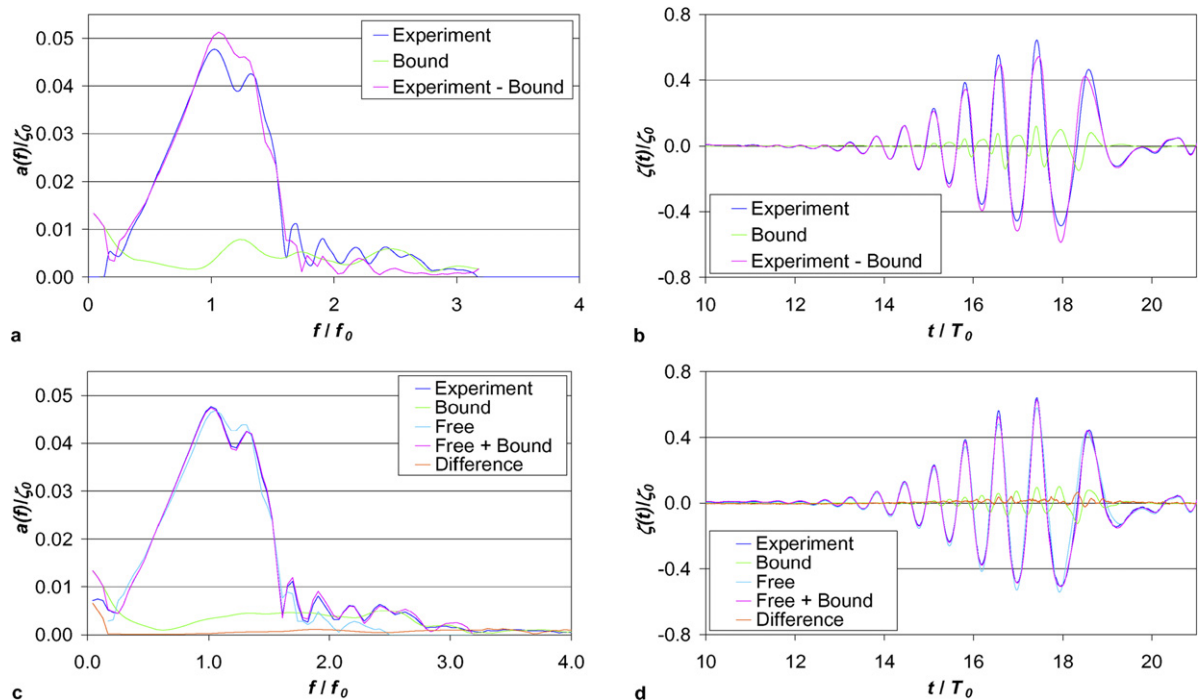 0.05
0.04
0.03
0.02
0.01
0.00
a(f)/ζ0
Experiment
Bound
Experiment - Bound
0 1 2 3 4
f / f0
a
0.8
0.4
0.0
-0.4
-0.8
ζ(t)/ζ0
Experiment
Bound
Experiment - Bound
10 12 14 16 18 20
t / T0
b
0.05
0.04
0.03
0.02
0.01
0.00
a(f)/ζ0
Experiment
Bound
Free
Free + Bound
Difference
0.0 1.0 2.0 3.0 4.0
f / f0
c
0.8
0.4
0.0
-0.4
-0.8
ζ(t)/ζ0
Experiment
Bound
Free
Free + Bound
Difference
10 12 14 16 18 20
t / T0
d